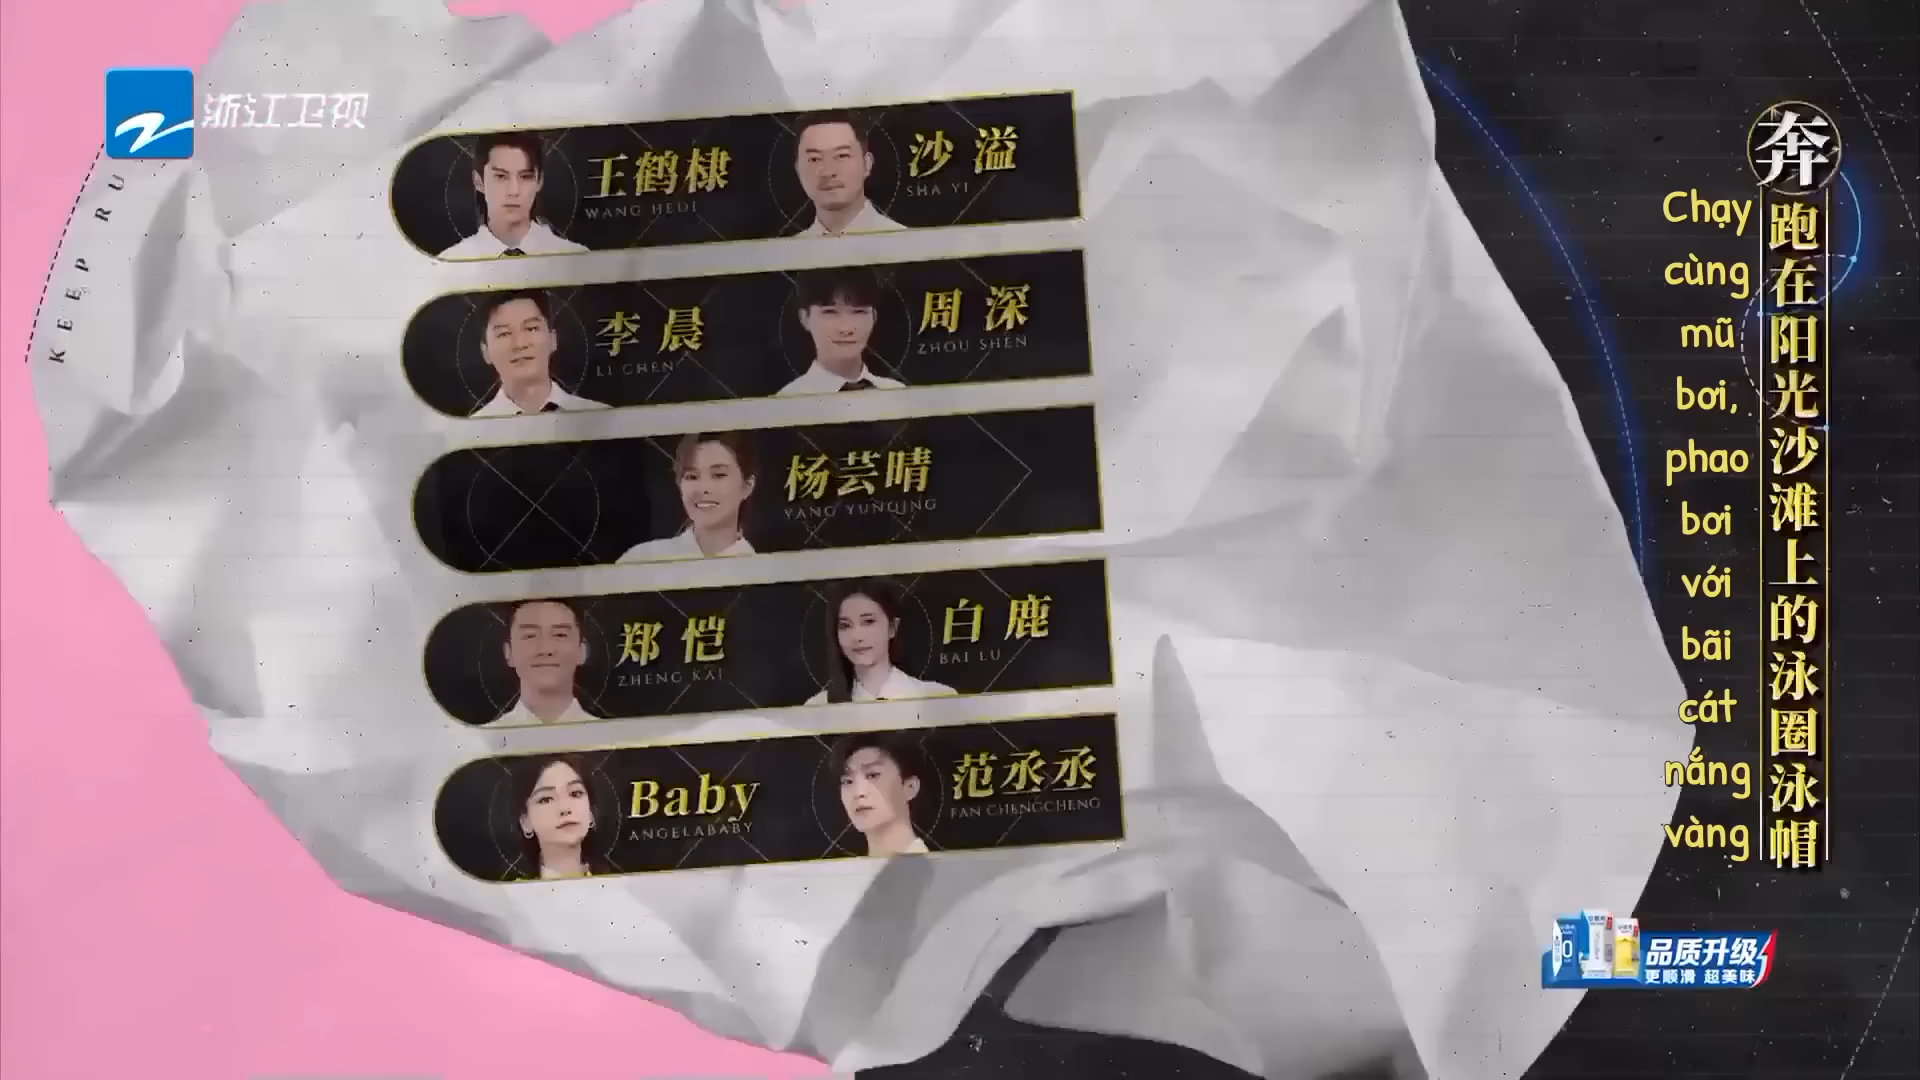 浙江卫视
KEEP RU
王鹤棣
WANG HEDI
沙溢
SHA YI
李晨
LI CHEN
周深
ZHOU SHEN
杨芸晴
YANG YUNQING
郑恺
ZHENG KAI
白鹿
BAI LU
Baby
ANGELABABY
范丞丞
FAN CHENGCHENG
奔跑在阳光沙滩上的泳圈泳帽
Chạy
cùng
mũ
bơi,
phao
bơi
với
bãi
cát
nắng
vàng
品质升级
更顺滑 超美味